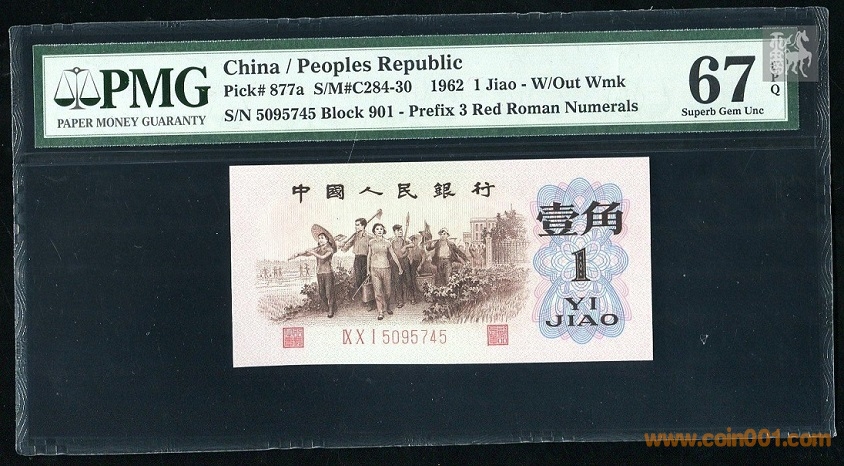 PMG
PAPER MONEY GUARANTY
China / Peoples Republic
Pick# 877a S/M#C284-30 1962 1 Jiao - W/Out Wmk
S/N 5095745 Block 901 - Prefix 3 Red Roman Numerals
67
Superb Gem Unc
中國人民銀行
壹角
1
YI
JIAO
IX X I 5095745
www.coin001.com